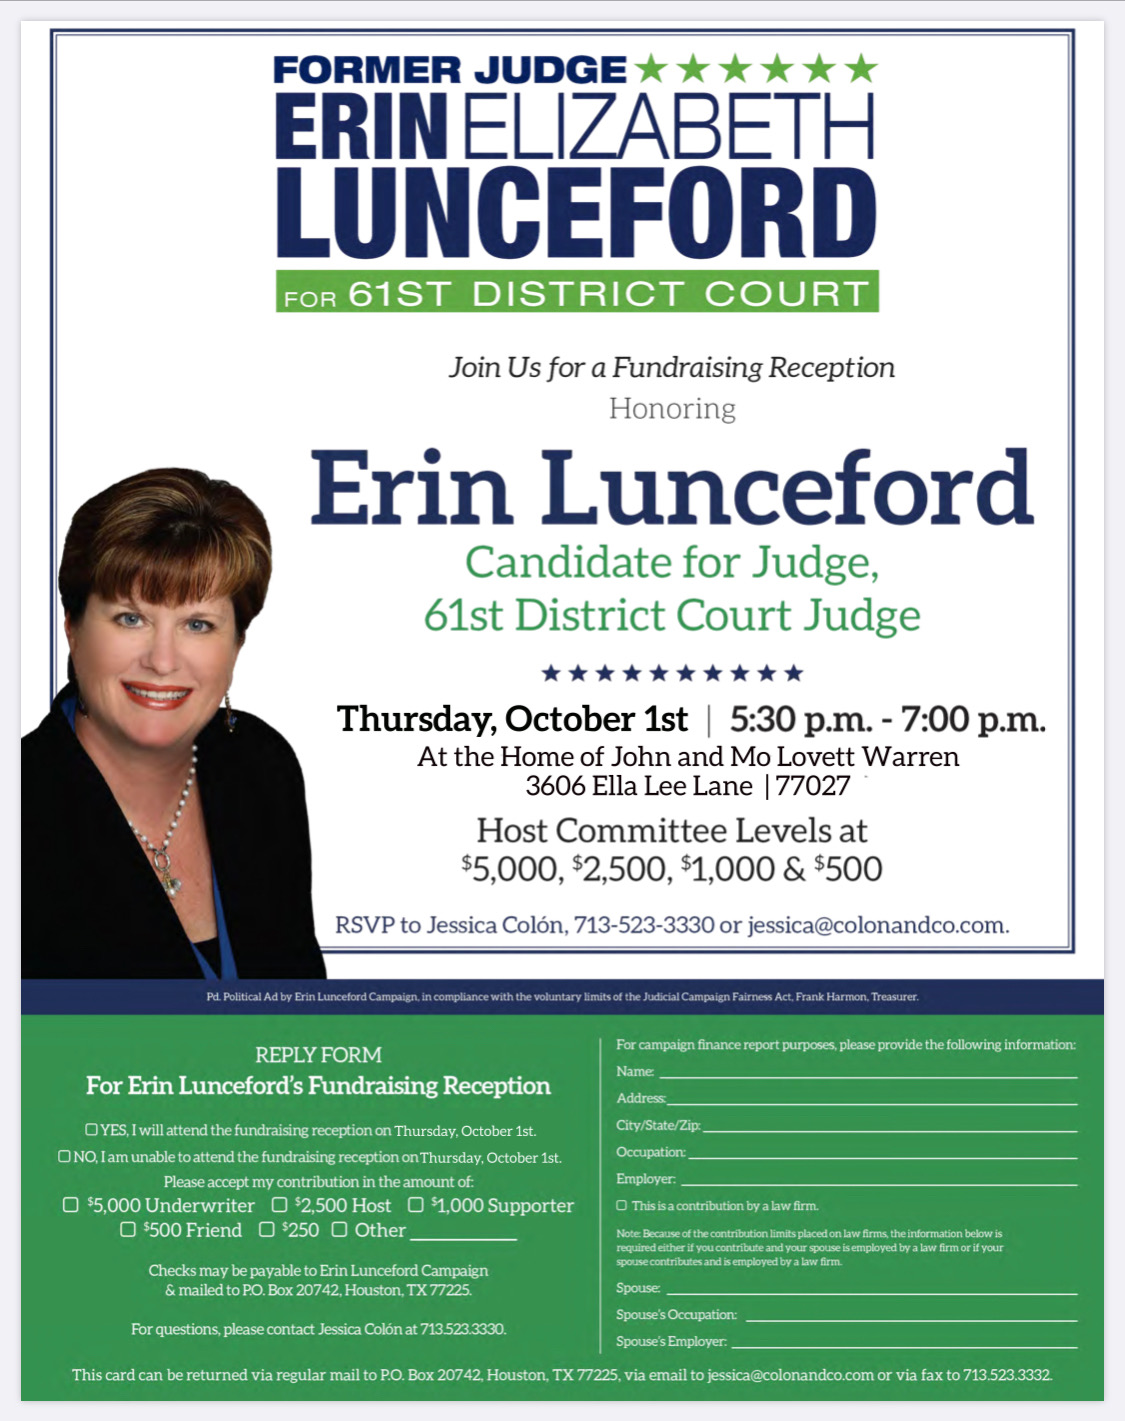 FORMER JUDGE
ERIN ELIZABETH
LUNCEFORD
FOR 61ST DISTRICT COURT
Join Us for a Fundraising Reception
Honoring
Erin Lunceford
Candidate for Judge,
61st District Court Judge
Thursday, October 1st | 5:30 p.m. - 7:00 p.m.
At the Home of John and Mo Lovett Warren
3606 Ella Lee Lane | 77027
Host Committee Levels at
$5,000, $2,500, $1,000 & $500
RSVP to Jessica Colón, 713-523-3330 or jessica@colonandco.com.
Pd. Political Ad by Erin Lunceford Campaign, in compliance with the voluntary limits of the Judicial Campaign Fairness Act, Frank Harmon, Treasurer.
REPLY FORM
For Erin Lunceford's Fundraising Reception
YES, I will attend the fundraising reception on Thursday, October 1st.
NO, I am unable to attend the fundraising reception on Thursday, October 1st.
Please accept my contribution in the amount of:
$5,000 Underwriter $2,500 Host $1,000 Supporter
$500 Friend $250 Other
Checks may be payable to Erin Lunceford Campaign
& mailed to P.O. Box 20742, Houston, TX 77225.
For questions, please contact Jessica Colón at 713.523.3330.
For campaign finance report purposes, please provide the following information:
Name:
Address:
City/State/Zip:
Occupation:
Employer:
This is a contribution by a law firm.
Note: Because of the contribution limits placed on law firms, the information below is
required either if you contribute and your spouse is employed by a law firm or if your
spouse contributes and is employed by a law firm.
Spouse:
Spouse's Occupation:
Spouse's Employer:
This card can be returned via regular mail to P.O. Box 20742, Houston, TX 77225, via email to jessica@colonandco.com or via fax to 713.523.3332.